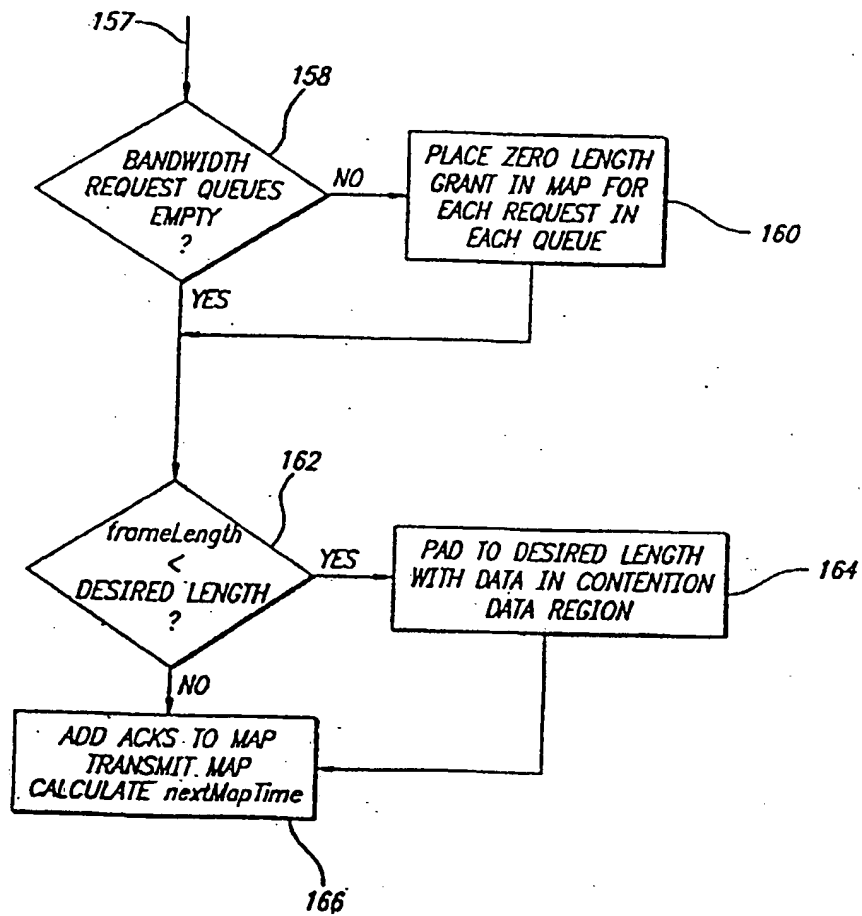 157
158
BANDWIDTH
REQUEST QUEUES
EMPTY
?
NO
PLACE ZERO LENGTH
GRANT IN MAP FOR
EACH REQUEST IN
EACH QUEUE
160
YES
162
frameLength
<
DESIRED LENGTH
?
YES
PAD TO DESIRED LENGTH
WITH DATA IN CONTENTION
DATA REGION
164
NO
ADD ACKS TO MAP
TRANSMIT MAP
CALCULATE nextMapTime
166